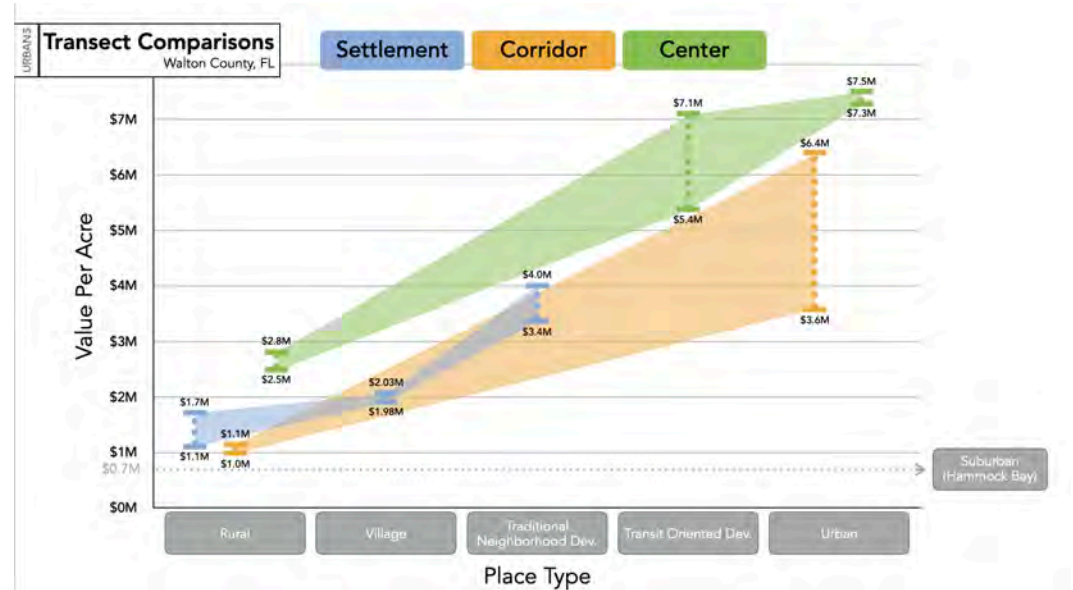 URBANS
Transect Comparisons
Walton County, FL
Settlement
Corridor
Center
Value Per Acre
$7M
$6M
$5M
$4M
$3M
$2M
$1M
$0.7M
$0M
$1.7M
$1.1M
$1.1M
$1.0M
$2.8M
$2.5M
$2.03M
$1.98M
$4.0M
$3.4M
$7.1M
$5.4M
$6.4M
$3.6M
$7.5M
$7.3M
Suburban
(Hammock Bay)
Rural
Village
Traditional
Neighborhood Dev.
Transit Oriented Dev.
Urban
Place Type